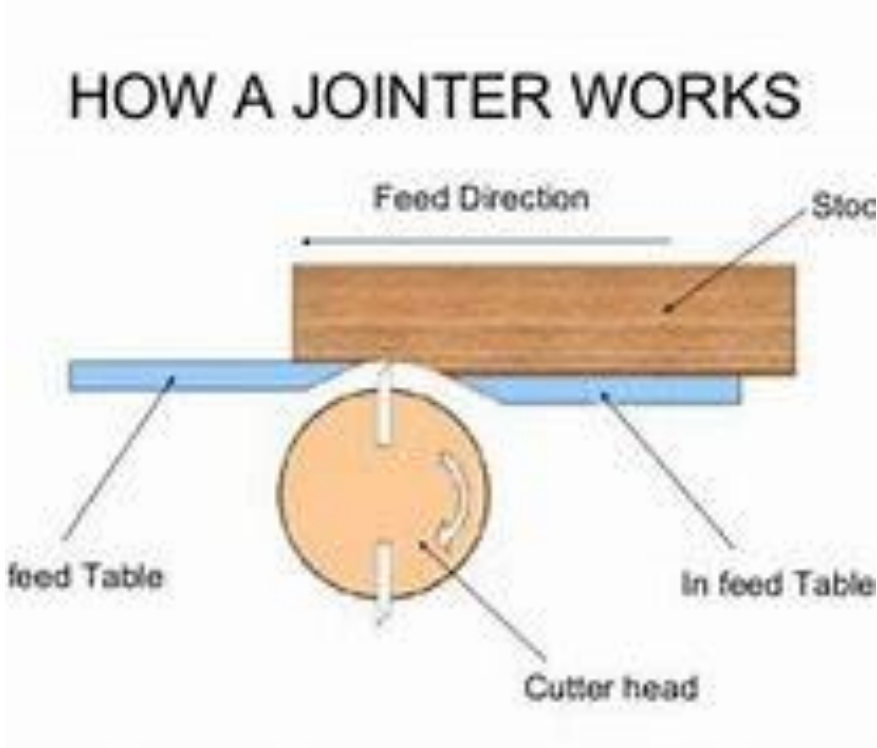 HOW A JOINTER WORKS
Feed Direction
Stoc
feed Table
In feed Table
Cutter head